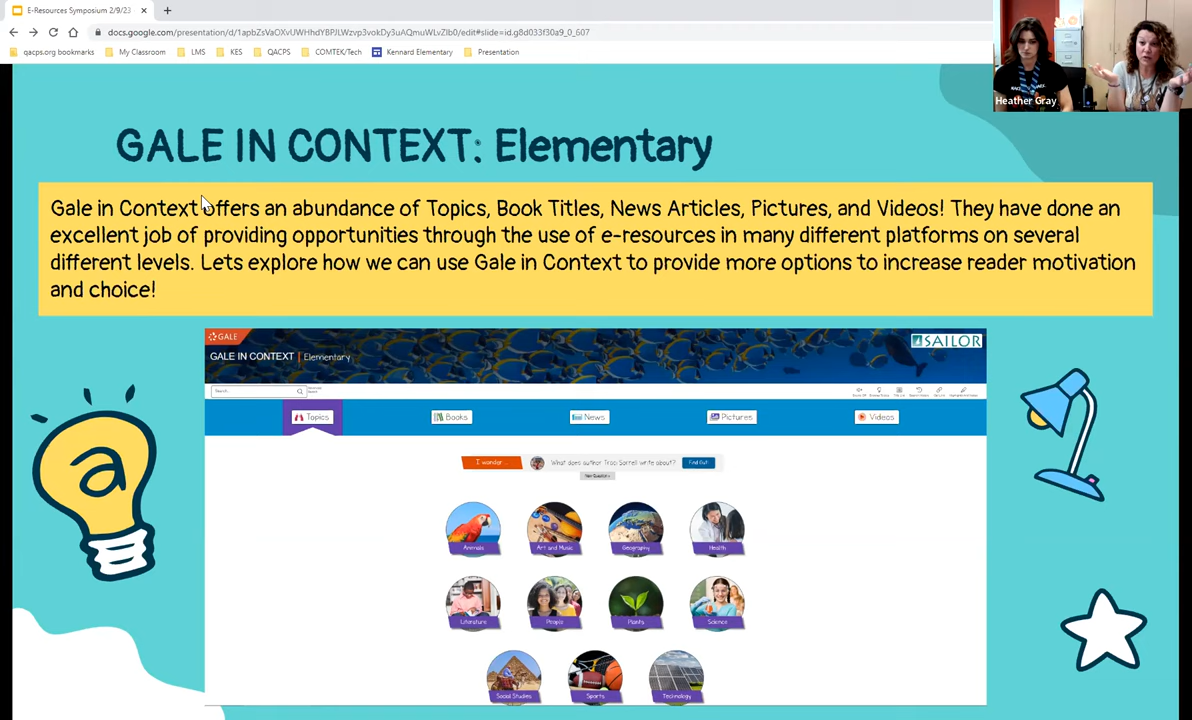 E-Resources Symposium 2/9/23
docs.google.com/presentation/d/1apbZsVaOXvUWHhdYBPJLWzvp3vokDy3uAQmuWLvZlb0/edit#slide=id.g8d033f30a9_0_607
qacps.org bookmarks My Classroom LMS KES QACPS COMTEK/Tech Kennard Elementary Presentation
Heather Gray
GALE IN CONTEXT: Elementary
Gale in Context offers an abundance of Topics, Book Titles, News Articles, Pictures, and Videos! They have done an
excellent job of providing opportunities through the use of e-resources in many different platforms on several
different levels. Lets explore how we can use Gale in Context to provide more options to increase reader motivation
and choice!
GALE
GALE IN CONTEXT | Elementary
SAILOR
Search...
Topics Books News Pictures Videos
I wonder... What does author Traci Sorell write about? Find Out!
New Question
Animals Art and Music Geography Health
Literature People Plants Science
Social Studies Sports Technology
a